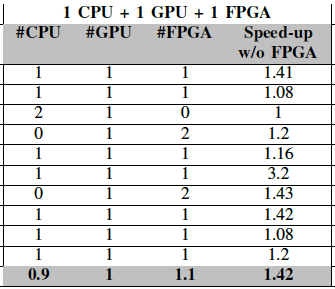 1 CPU + 1 GPU + 1 FPGA
#CPU #GPU #FPGA Speed-up
w/o FPGA
1 1 1 1.41
1 1 1 1.08
2 1 0 1
0 1 2 1.2
1 1 1 1.16
1 1 1 3.2
0 1 2 1.43
1 1 1 1.42
1 1 1 1.08
1 1 1 1.2
0.9 1 1.1 1.42